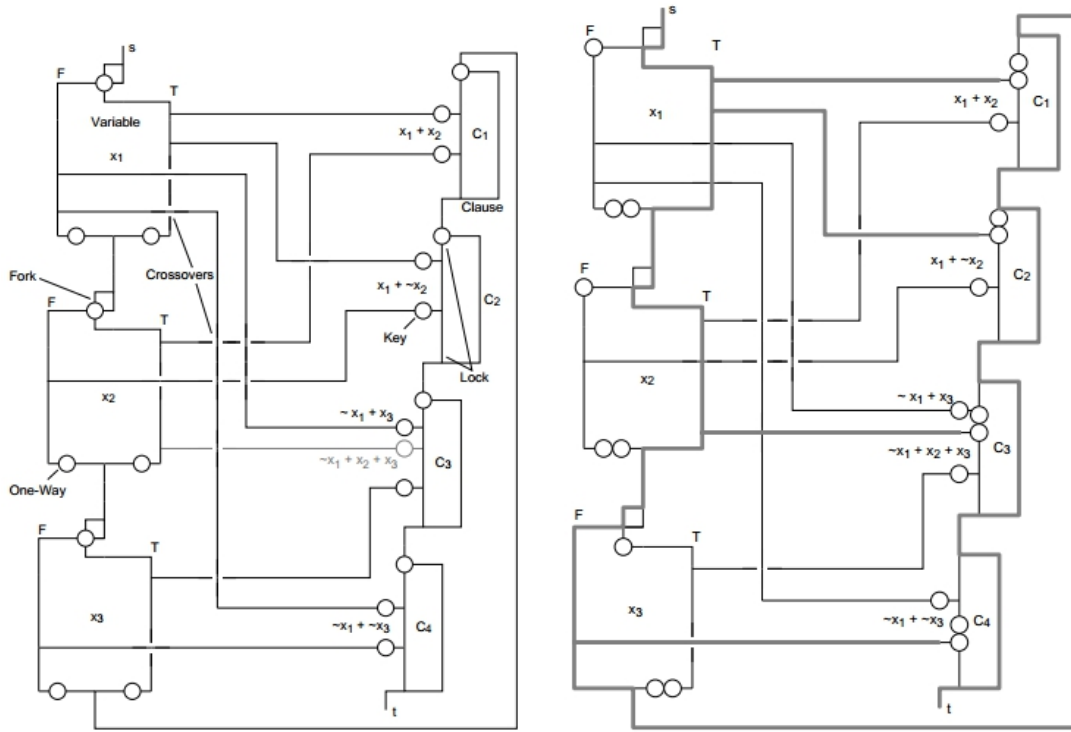 s
F
T
Variable
x1
x1 + x2
C1
Clause
Fork
Crossovers
F
T
x1 + ~x2
C2
Key
Lock
x2
~ x1 + x3
~x1 + x2 + x3
C3
One-Way
F
T
x3
~x1 + ~x3
C4
t
s
F
T
x1
x1 + x2
C1
F
T
x1 + ~x2
C2
x2
~ x1 + x3
~x1 + x2 + x3
C3
F
T
x3
~x1 + ~x3
C4
t